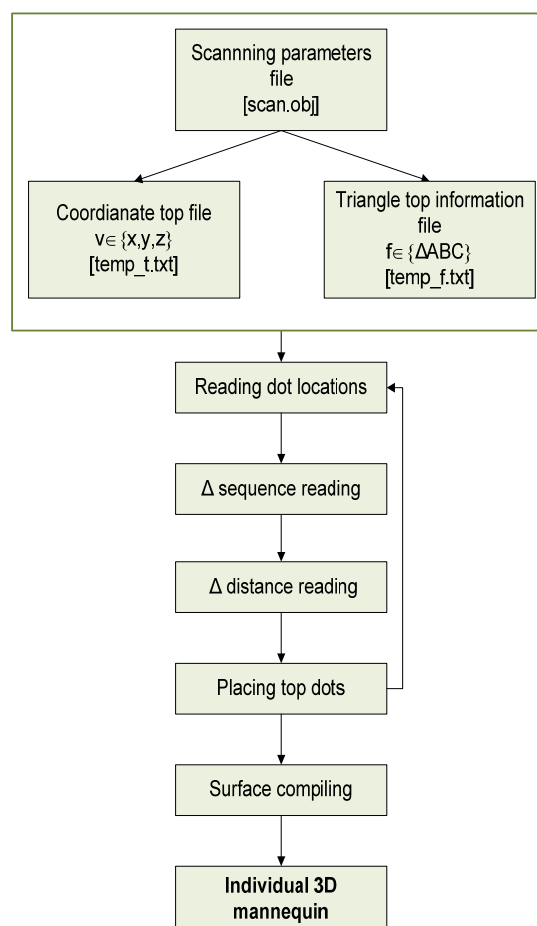 Scannning parameters
file
[scan.obj]
Coordianate top file
v∈{x,y,z}
[temp_t.txt]
Triangle top information
file
f∈{ΔABC}
[temp_f.txt]
Reading dot locations
Δ sequence reading
Δ distance reading
Placing top dots
Surface compiling
Individual 3D
mannequin